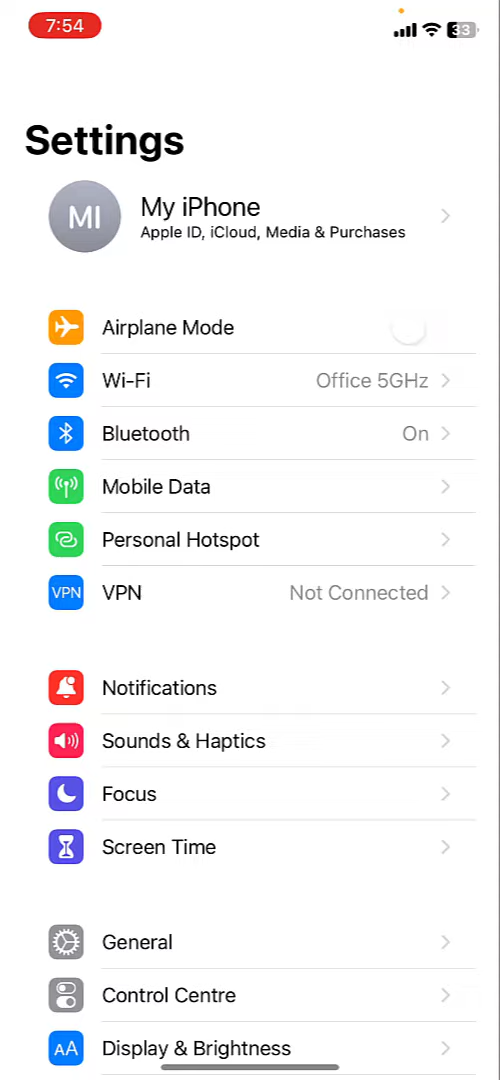 7:54
33
Settings
MI
My iPhone
Apple ID, iCloud, Media & Purchases
Airplane Mode
Wi-Fi Office 5GHz
Bluetooth On
Mobile Data
Personal Hotspot
VPN VPN Not Connected
Notifications
Sounds & Haptics
Focus
Screen Time
General
Control Centre
AA Display & Brightness